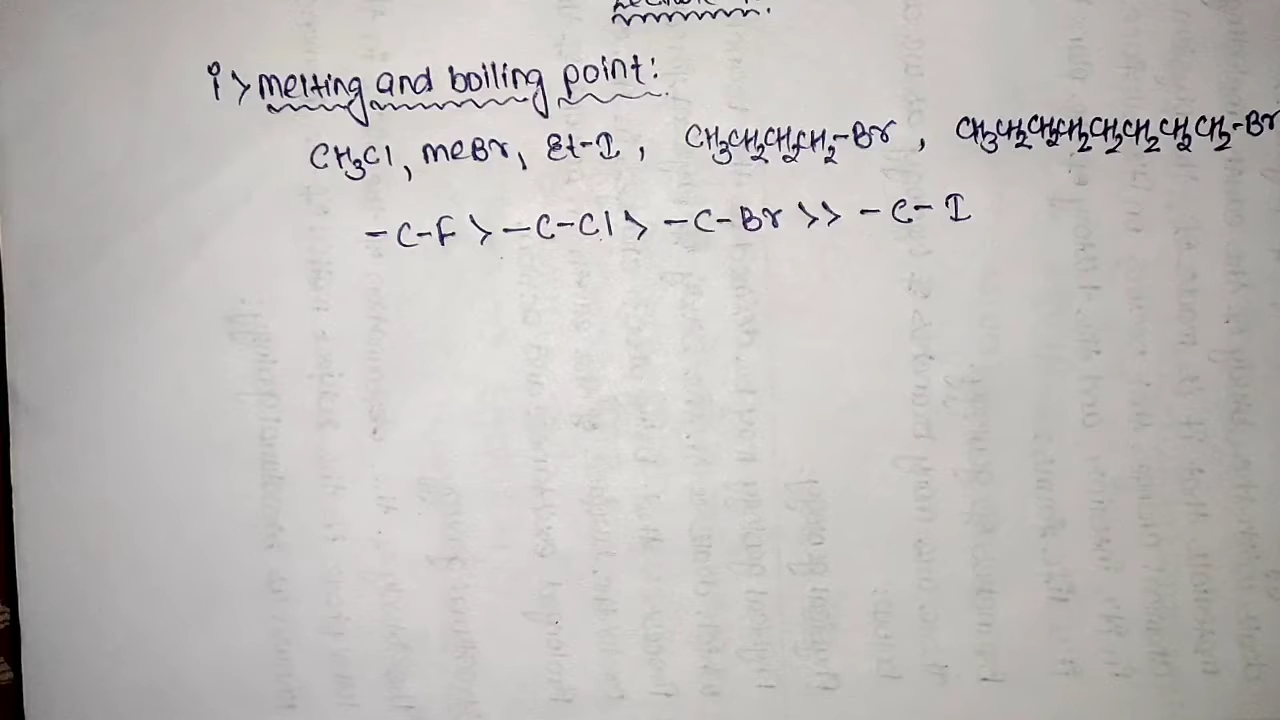 i> melting and boiling point:
CH3Cl, meBr, Et-I, CH3CH2CH2CH2-Br, CH3CH2CH2CH2CH2CH2CH2CH2-Br
-C-F > -C-Cl > -C-Br >> -C-I